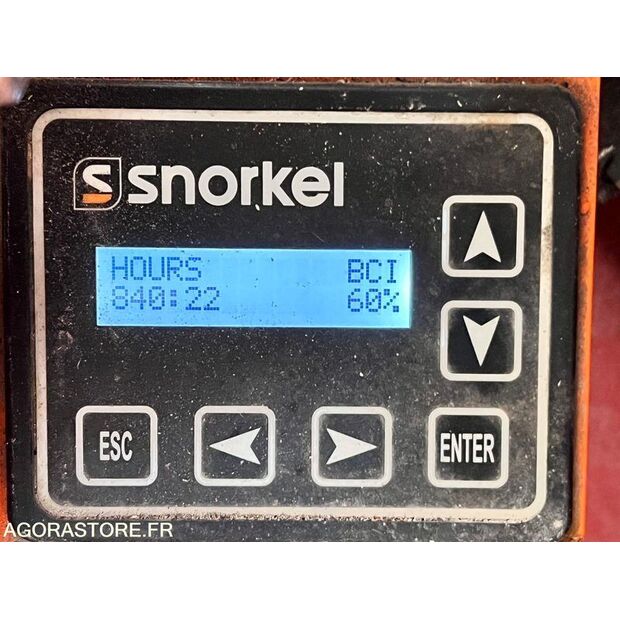 S snorkel
HOURS BCI
840:22 60%
ESC ENTER
AGORASTORE.FR